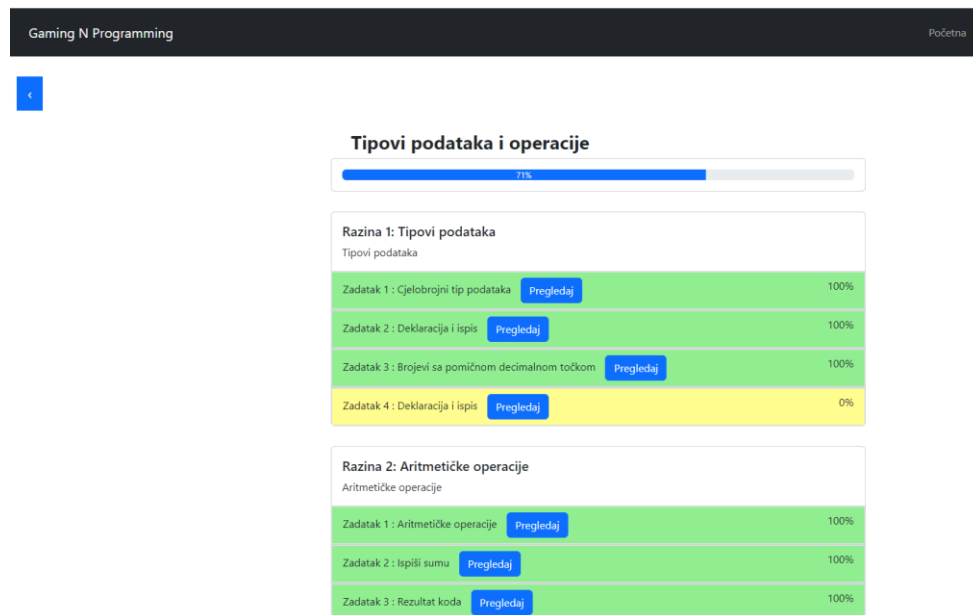 Gaming N Programming Početna
‹
Tipovi podataka i operacije
71%
Razina 1: Tipovi podataka
Tipovi podataka
Zadatak 1 : Cjelobrojni tip podataka Pregledaj 100%
Zadatak 2 : Deklaracija i ispis Pregledaj 100%
Zadatak 3 : Brojevi sa pomičnom decimalnom točkom Pregledaj 100%
Zadatak 4 : Deklaracija i ispis Pregledaj 0%
Razina 2: Aritmetičke operacije
Aritmetičke operacije
Zadatak 1 : Aritmetičke operacije Pregledaj 100%
Zadatak 2 : Ispiši sumu Pregledaj 100%
Zadatak 3 : Rezultat koda Pregledaj 100%